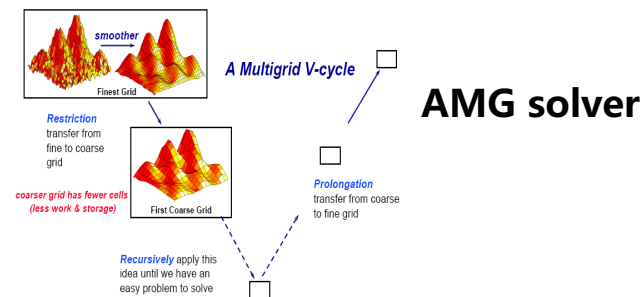 smoother
A Multigrid V-cycle
Finest Grid
AMG solver
Restriction
transfer from
fine to coarse
grid
Prolongation
transfer from coarse
to fine grid
coarser grid has fewer cells
(less work & storage)
First Coarse Grid
Recursively apply this
idea until we have an
easy problem to solve